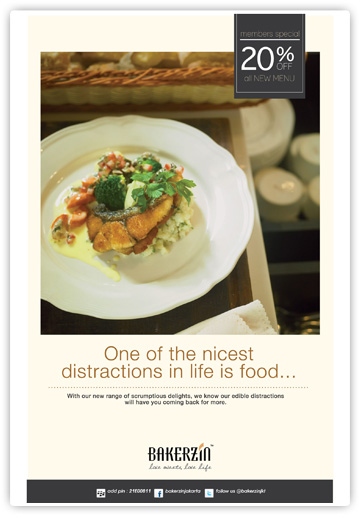 members special
20% OFF
all NEW MENU
One of the nicest
distractions in life is food...
With our new range of scrumptious delights, we know our edible distractions
will have you coming back for more.
BAKERZIN™
Love sweets, Love Life
add pin : 21E00811 bakerzinjakarta follow us @bakerzinjkt